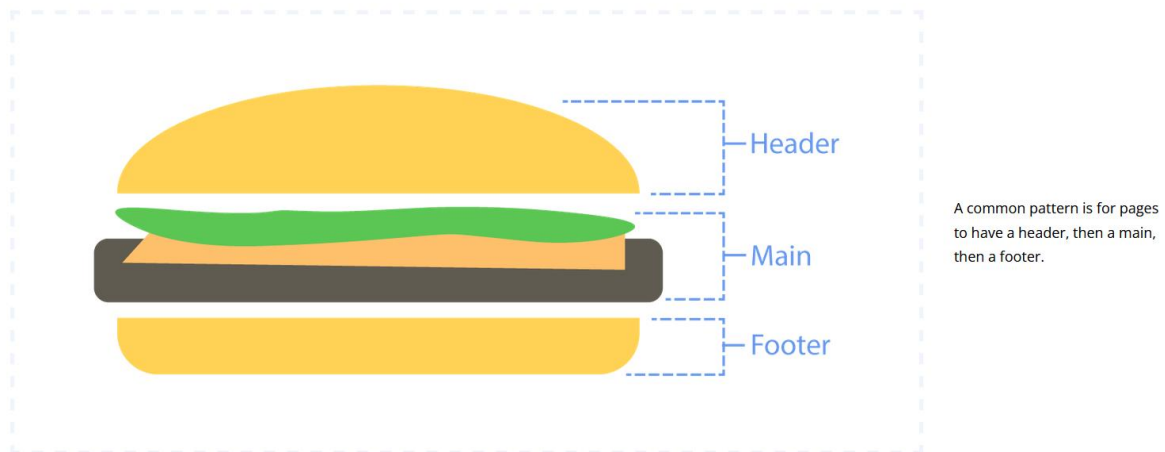 Header
Main
Footer
A common pattern is for pages
to have a header, then a main,
then a footer.